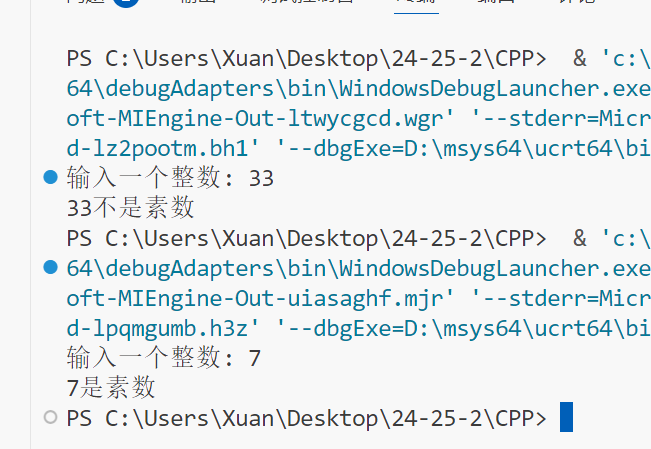 PS C:\Users\Xuan\Desktop\24-25-2\CPP>  & 'c:\
64\debugAdapters\bin\WindowsDebugLauncher.exe
oft-MIEngine-Out-ltwycgcd.wgr' '--stderr=Micr
d-lz2pootm.bh1' '--dbgExe=D:\msys64\ucrt64\bi
输入一个整数: 33
33不是素数
PS C:\Users\Xuan\Desktop\24-25-2\CPP>  & 'c:\
64\debugAdapters\bin\WindowsDebugLauncher.exe
oft-MIEngine-Out-uiasaghf.mjr' '--stderr=Micr
d-lpqmgumb.h3z' '--dbgExe=D:\msys64\ucrt64\bi
输入一个整数: 7
7是素数
PS C:\Users\Xuan\Desktop\24-25-2\CPP>